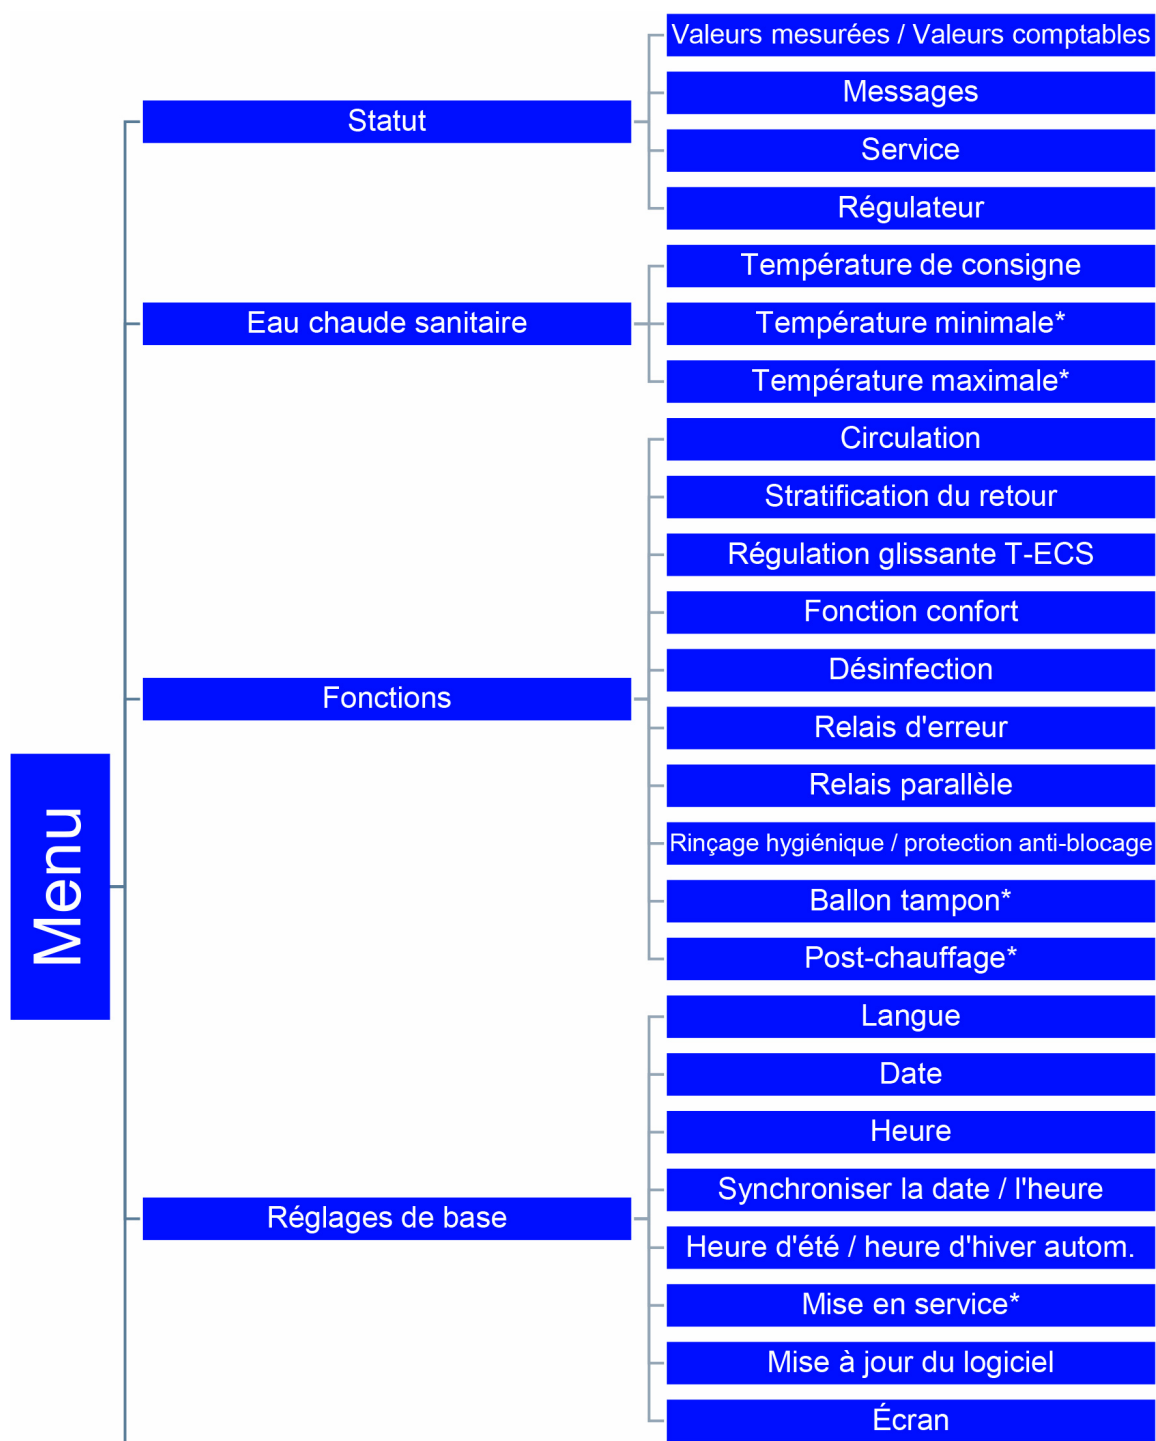 Menu
Statut
Valeurs mesurées / Valeurs comptables
Messages
Service
Régulateur
Eau chaude sanitaire
Température de consigne
Température minimale*
Température maximale*
Fonctions
Circulation
Stratification du retour
Régulation glissante T-ECS
Fonction confort
Désinfection
Relais d'erreur
Relais parallèle
Rinçage hygiénique / protection anti-blocage
Ballon tampon*
Post-chauffage*
Réglages de base
Langue
Date
Heure
Synchroniser la date / l'heure
Heure d'été / heure d'hiver autom.
Mise en service*
Mise à jour du logiciel
Écran